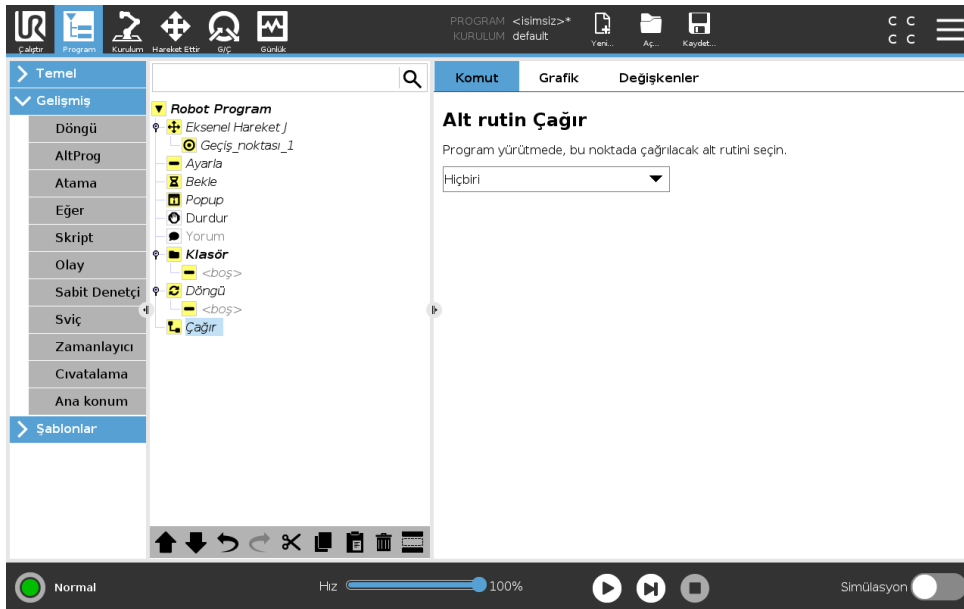 UR
PROGRAM <isimsiz>*
KURULUM default
C C
C C
Çalıştır Program Kurulum Hareket Ettir G/Ç Günlük Yeni... Aç... Kaydet...
Temel
Gelişmiş
Döngü
AltProg
Atama
Eğer
Skript
Olay
Sabit Denetçi
Sviç
Zamanlayıcı
Cıvatalama
Ana konum
Şablonlar
Robot Program
Eksenel Hareket J
Geçiş_noktası_1
Ayarla
Bekle
Popup
Durdur
Yorum
Klasör
<boş>
Döngü
<boş>
Çağır
Komut Grafik Değişkenler
Alt rutin Çağır
Program yürütmede, bu noktada çağrılacak alt rutini seçin.
Hiçbiri
Normal Hız 100% Simülasyon